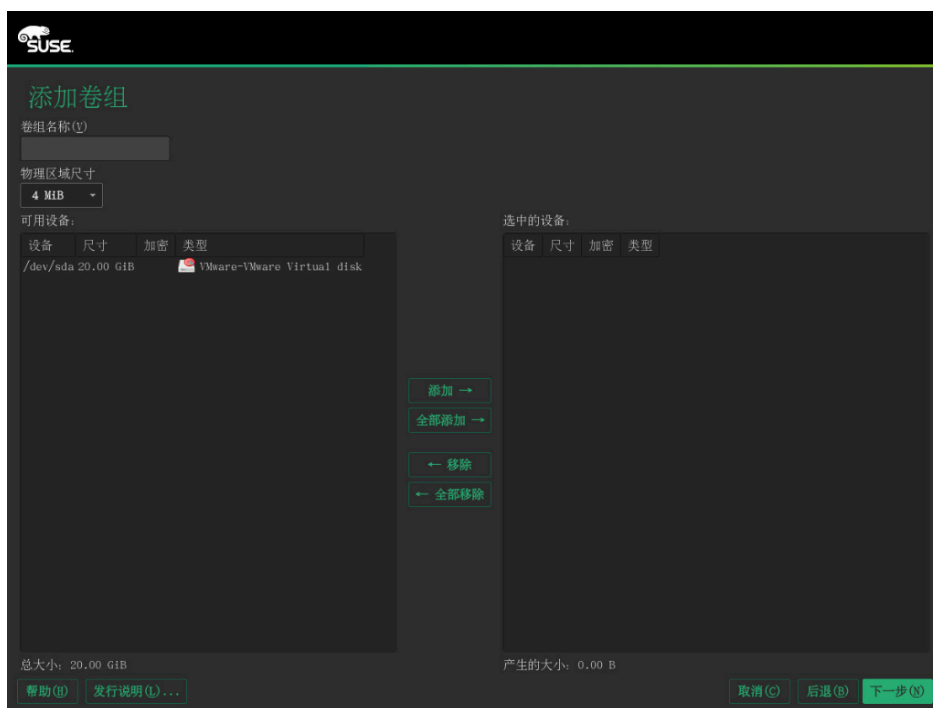 SUSE.
添加卷组
卷组名称(V)
物理区域尺寸
4 MiB
可用设备:
设备 尺寸 加密 类型
/dev/sda 20.00 GiB VMware-VMware Virtual disk
总大小: 20.00 GiB
添加 →
全部添加 →
← 移除
← 全部移除
选中的设备:
设备 尺寸 加密 类型
产生的大小: 0.00 B
帮助(H) 发行说明(L)... 取消(C) 后退(B) 下一步(N)